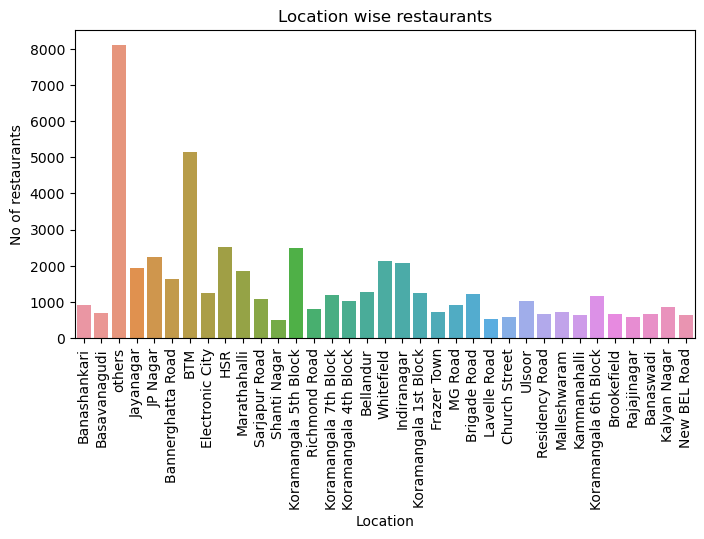 Location wise restaurants
No of restaurants
8000
7000
6000
5000
4000
3000
2000
1000
0
Banashankari
Basavanagudi
others
Jayanagar
JP Nagar
Bannerghatta Road
BTM
Electronic City
HSR
Marathahalli
Sarjapur Road
Shanti Nagar
Koramangala 5th Block
Richmond Road
Koramangala 7th Block
Koramangala 4th Block
Bellandur
Whitefield
Indiranagar
Koramangala 1st Block
Frazer Town
MG Road
Brigade Road
Lavelle Road
Church Street
Ulsoor
Residency Road
Malleshwaram
Kammanahalli
Koramangala 6th Block
Brookefield
Rajajinagar
Banaswadi
Kalyan Nagar
New BEL Road
Location